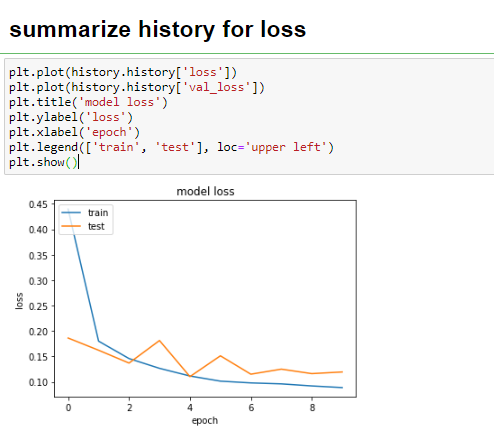 summarize history for loss
plt.plot(history.history['loss'])
plt.plot(history.history['val_loss'])
plt.title('model loss')
plt.ylabel('loss')
plt.xlabel('epoch')
plt.legend(['train', 'test'], loc='upper left')
plt.show()
model loss
0.45
train
test
0.40
0.35
0.30
loss
0.25
0.20
0.15
0.10
0 2 4 6 8
epoch